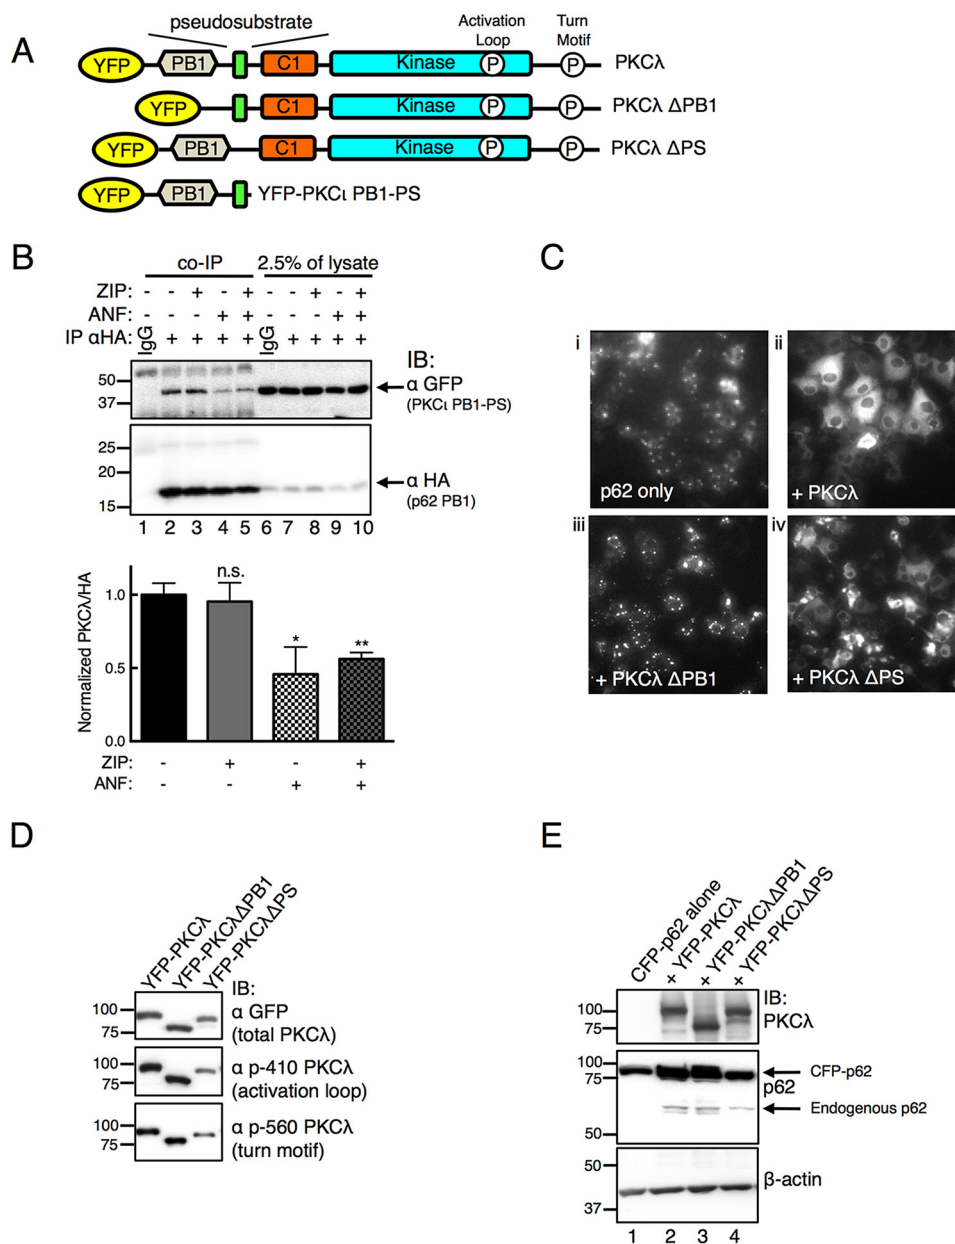 A
pseudosubstrate
Activation Loop
Turn Motif
YFP PB1 C1 Kinase P P PKCλ
YFP C1 Kinase P P PKCλ ΔPB1
YFP PB1 C1 Kinase P P PKCλ ΔPS
YFP PB1 YFP-PKCι PB1-PS
B
co-IP 2.5% of lysate
ZIP: - - + - + - - + - +
ANF: - - - + + - - - + +
IP αHA: IgG + + + + IgG + + + +
IB:
50
37
α GFP
(PKCι PB1-PS)
25
20
15
α HA
(p62 PB1)
1 2 3 4 5 6 7 8 9 10
Normalized PKCλ/HA
1.0
0.5
0.0
n.s.
*
**
ZIP: - + - +
ANF: - - + +
C
i
p62 only
ii
+ PKCλ
iii
+ PKCλ ΔPB1
iv
+ PKCλ ΔPS
D
YFP-PKCλ
YFP-PKCλΔPB1
YFP-PKCλΔPS
IB:
100
75
α GFP
(total PKCλ)
100
75
α p-410 PKCλ
(activation loop)
100
75
α p-560 PKCλ
(turn motif)
E
CFP-p62 alone
+ YFP-PKCλ
+ YFP-PKCλΔPB1
+ YFP-PKCλΔPS
100
75
IB:
PKCλ
100
75
50
CFP-p62
p62
Endogenous p62
50
37
β-actin
1 2 3 4